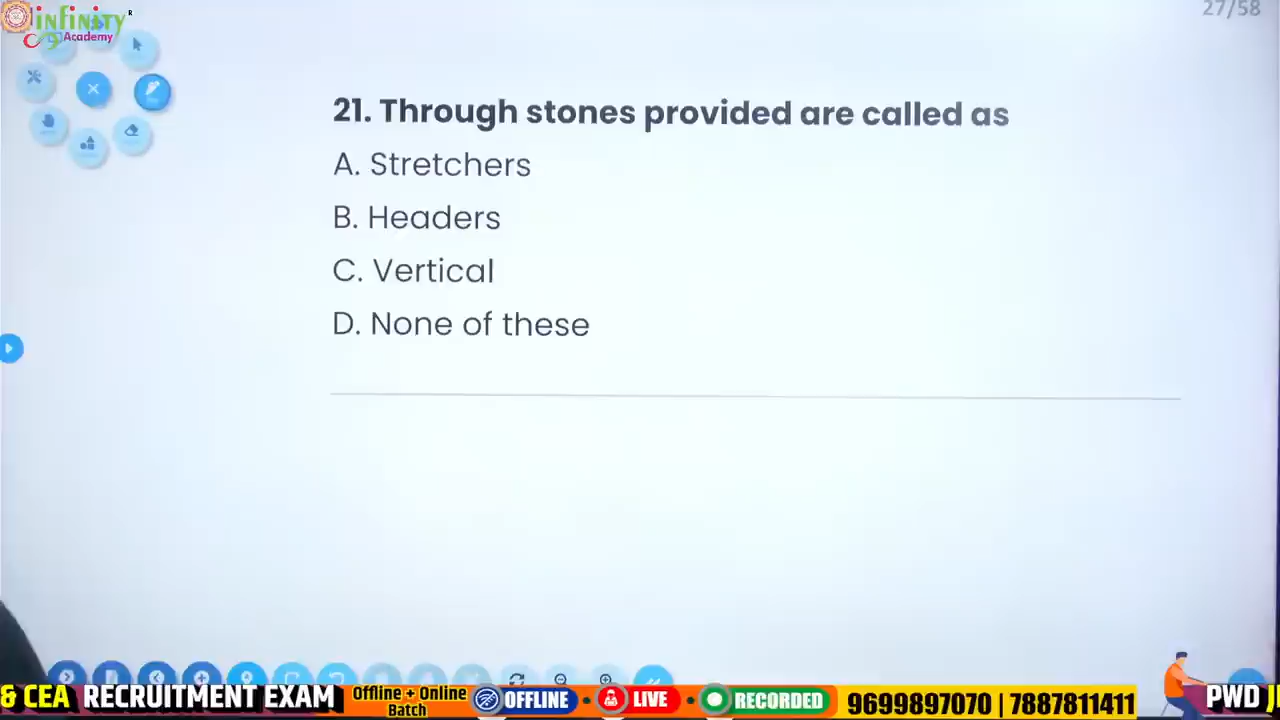 infinity
Academy
27/58
21. Through stones provided are called as
A. Stretchers
B. Headers
C. Vertical
D. None of these
& CEA RECRUITMENT EXAM
Offline + Online
Batch
OFFLINE
LIVE
RECORDED
9699897070 | 7887811411
PWD